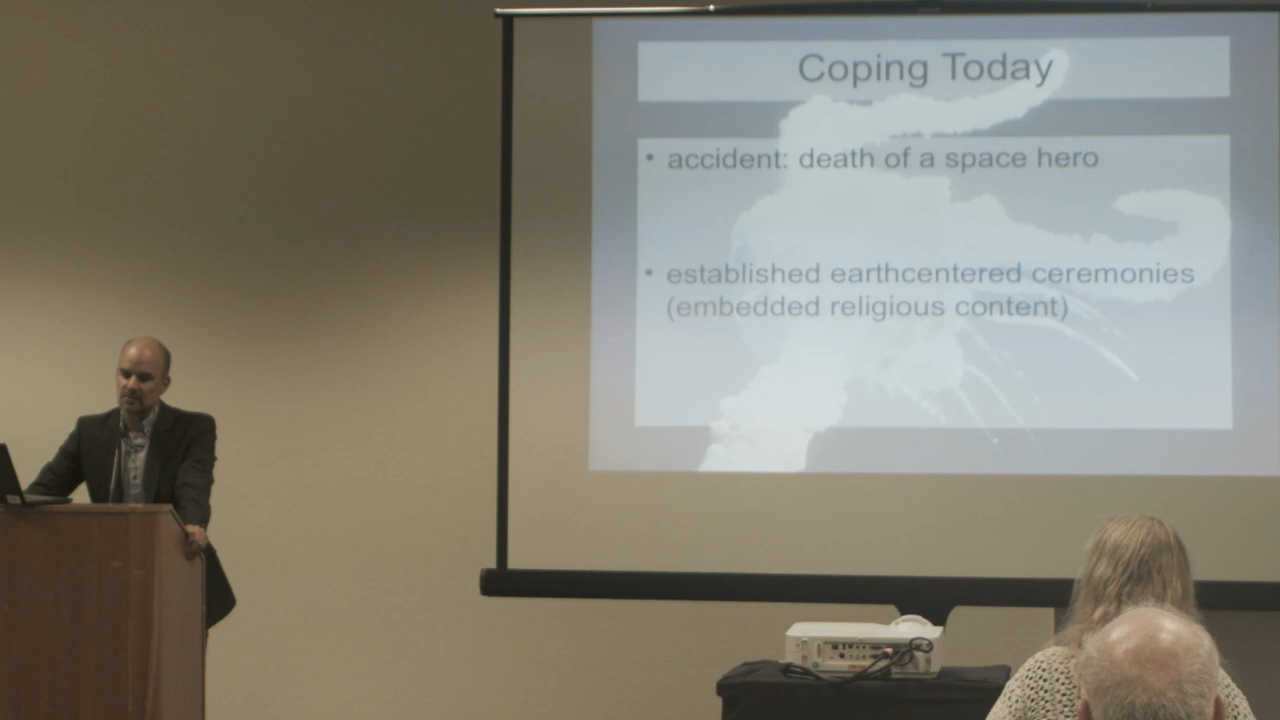 Coping Today
• accident: death of a space hero
• established earthcentered ceremonies
(embedded religious content)